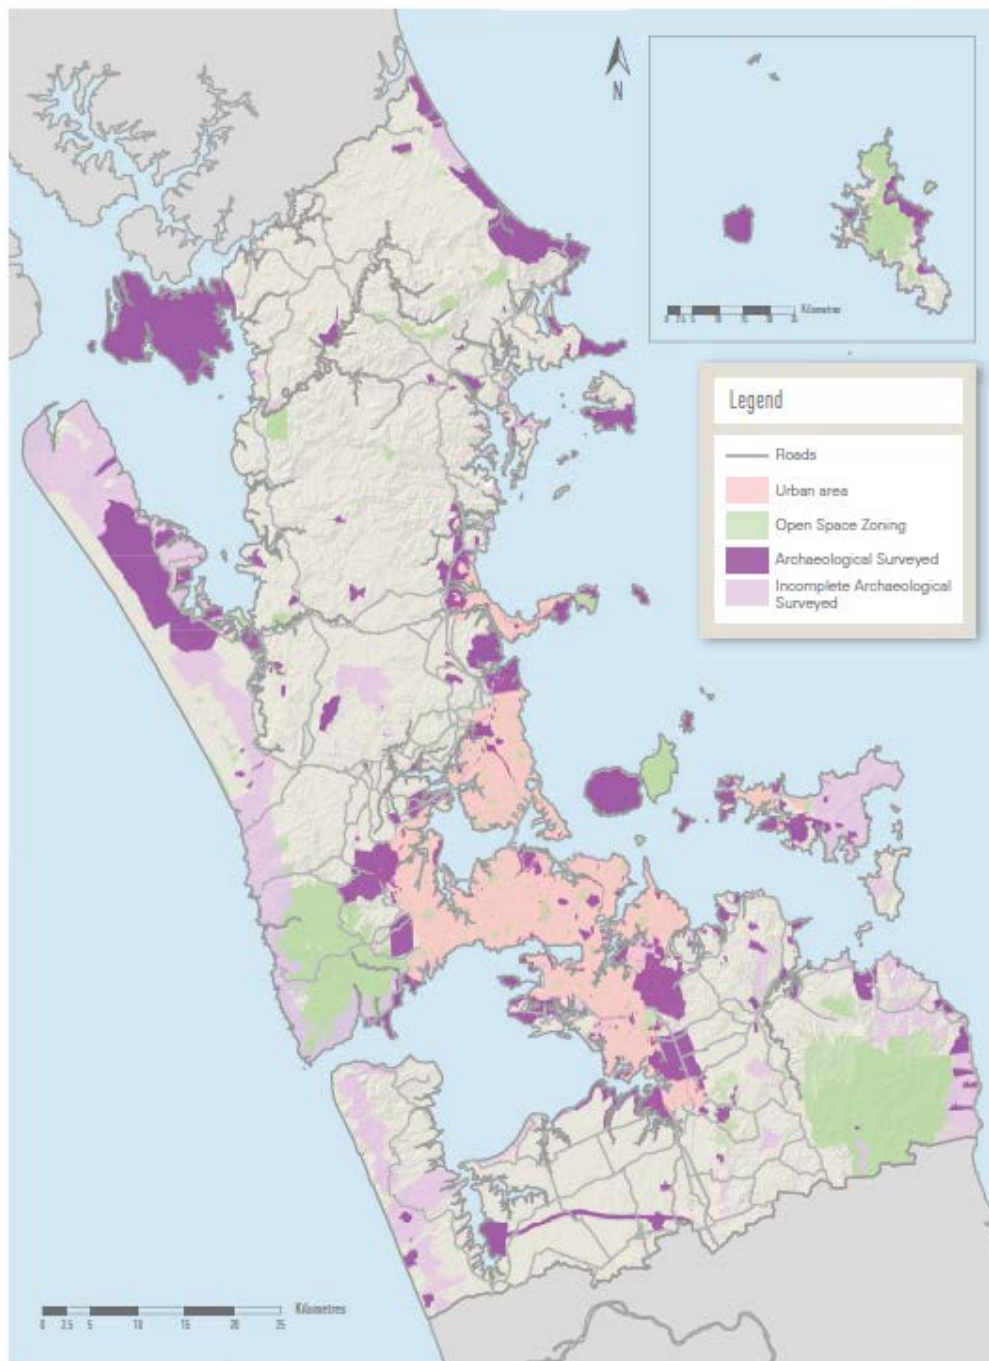 N
Kilometres
Legend
Roads
Urban area
Open Space Zoning
Archaeological Surveyed
Incomplete Archaeological
Surveyed
Kilometres
0 2.5 5 10 15 20 25